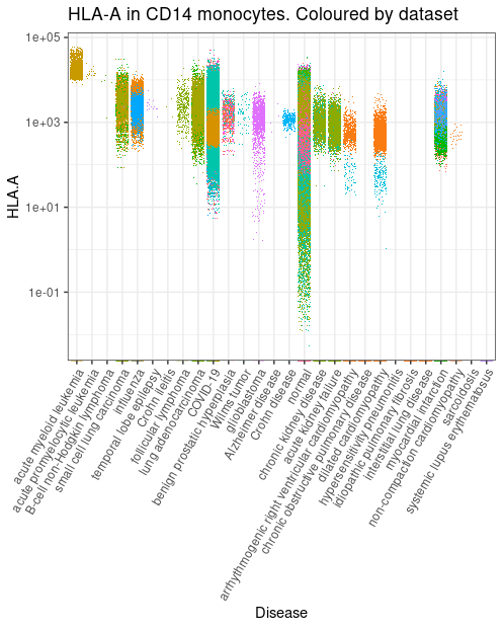 HLA-A in CD14 monocytes. Coloured by dataset
1e+05
1e+03
1e+01
1e-01
HLA.A
acute myeloid leukemia
acute promyelocytic leukemia
B-cell non-Hodgkin lymphoma
small cell lung carcinoma
influenza
temporal lobe epilepsy
Crohn ileitis
follicular lymphoma
lung adenocarcinoma
COVID-19
benign prostatic hyperplasia
Wilms tumor
glioblastoma
Alzheimer disease
Crohn disease
normal
chronic kidney disease
acute kidney failure
arrhythmogenic right ventricular cardiomyopathy
chronic obstructive pulmonary disease
dilated cardiomyopathy
hypersensitivity pneumonitis
idiopathic pulmonary fibrosis
interstitial lung disease
myocardial infarction
non-compaction cardiomyopathy
sarcoidosis
systemic lupus erythematosus
Disease